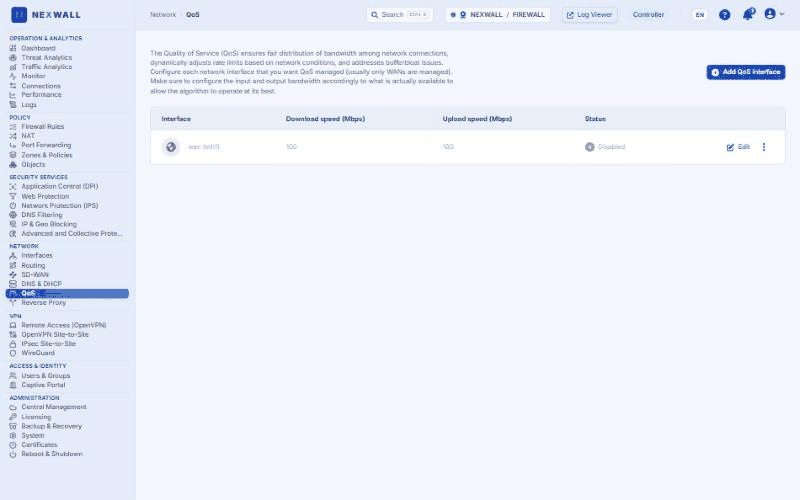 NEXWALL
Network › QoS
Search Ctrl K
NEXWALL / FIREWALL
Log Viewer
Controller
EN
OPERATION & ANALYTICS
Dashboard
Threat Analytics
Traffic Analytics
Monitor
Connections
Performance
Logs
POLICY
Firewall Rules
NAT
Port Forwarding
Zones & Policies
Objects
SECURITY SERVICES
Application Control (DPI)
Web Protection
Network Protection (IPS)
DNS Filtering
IP & Geo Blocking
Advanced and Collective Prote...
NETWORK
Interfaces
Routing
SD-WAN
DNS & DHCP
QoS
Reverse Proxy
VPN
Remote Access (OpenVPN)
OpenVPN Site-to-Site
IPsec Site-to-Site
WireGuard
ACCESS & IDENTITY
Users & Groups
Captive Portal
ADMINISTRATION
Central Management
Licensing
Backup & Recovery
System
Certificates
Reboot & Shutdown
The Quality of Service (QoS) ensures fair distribution of bandwidth among network connections,
dynamically adjusts rate limits based on network conditions, and addresses bufferbloat issues.
Configure each network interface that you want QoS managed (usually only WANs are managed).
Make sure to configure the input and output bandwidth accordingly to what is actually available to
allow the algorithm to operate at its best.
Add QoS interface
Interface Download speed (Mbps) Upload speed (Mbps) Status
wan (eth1) 100 100 Disabled Edit